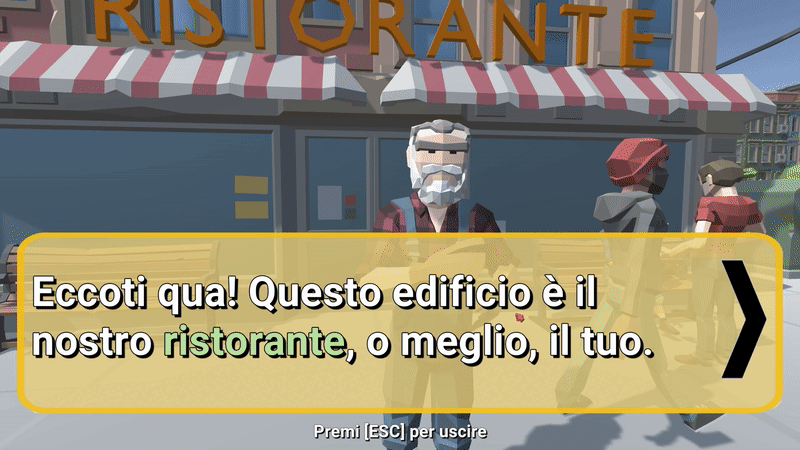 RISTORANTE
Eccoti qua! Questo edificio è il
nostro ristorante, o meglio, il tuo.
Premi [ESC] per uscire